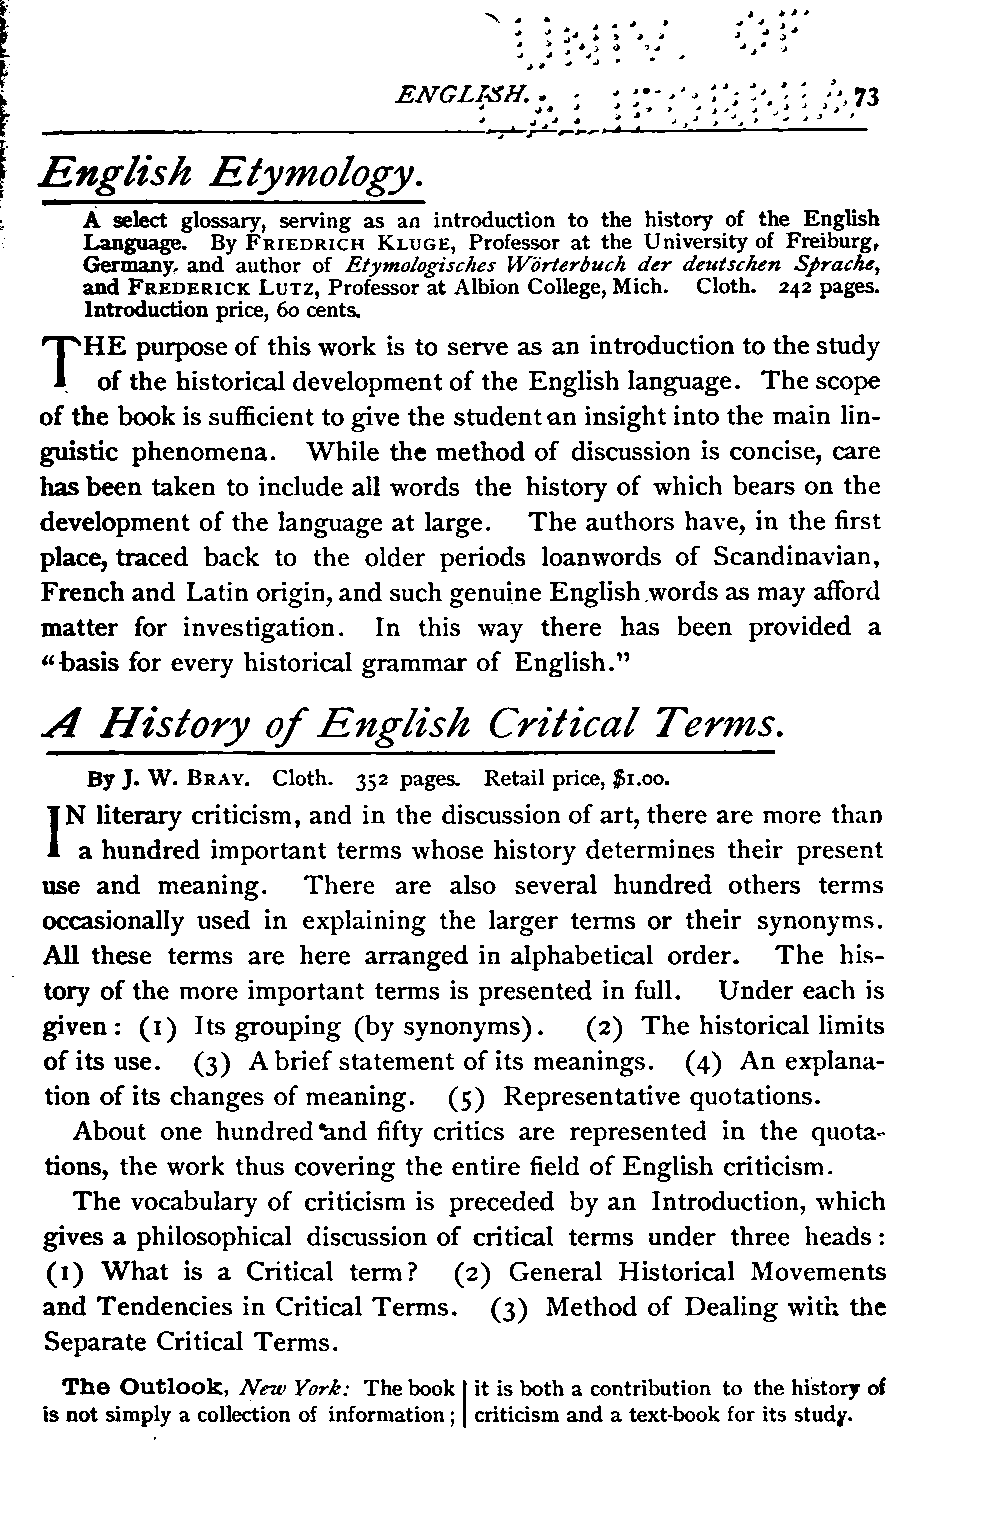 UNIV. OF
CALIFORNIA
ENGLISH. 73
English Etymology.
A select glossary, serving as an introduction to the history of the English
Language. By FRIEDRICH KLUGE, Professor at the University of Freiburg,
Germany, and author of Etymologisches Wörterbuch der deutschen Sprache,
and FREDERICK LUTZ, Professor at Albion College, Mich. Cloth. 242 pages.
Introduction price, 60 cents.
THE purpose of this work is to serve as an introduction to the study
of the historical development of the English language. The scope
of the book is sufficient to give the student an insight into the main lin-
guistic phenomena. While the method of discussion is concise, care
has been taken to include all words the history of which bears on the
development of the language at large. The authors have, in the first
place, traced back to the older periods loanwords of Scandinavian,
French and Latin origin, and such genuine English words as may afford
matter for investigation. In this way there has been provided a
“basis for every historical grammar of English.”
A History of English Critical Terms.
By J. W. BRAY. Cloth. 352 pages. Retail price, $1.00.
IN literary criticism, and in the discussion of art, there are more than
a hundred important terms whose history determines their present
use and meaning. There are also several hundred others terms
occasionally used in explaining the larger terms or their synonyms.
All these terms are here arranged in alphabetical order. The his-
tory of the more important terms is presented in full. Under each is
given: (1) Its grouping (by synonyms). (2) The historical limits
of its use. (3) A brief statement of its meanings. (4) An explana-
tion of its changes of meaning. (5) Representative quotations.
About one hundred and fifty critics are represented in the quota-
tions, the work thus covering the entire field of English criticism.
The vocabulary of criticism is preceded by an Introduction, which
gives a philosophical discussion of critical terms under three heads:
(1) What is a Critical term? (2) General Historical Movements
and Tendencies in Critical Terms. (3) Method of Dealing with the
Separate Critical Terms.
The Outlook, New York: The book
is not simply a collection of information;
it is both a contribution to the history of
criticism and a text-book for its study.